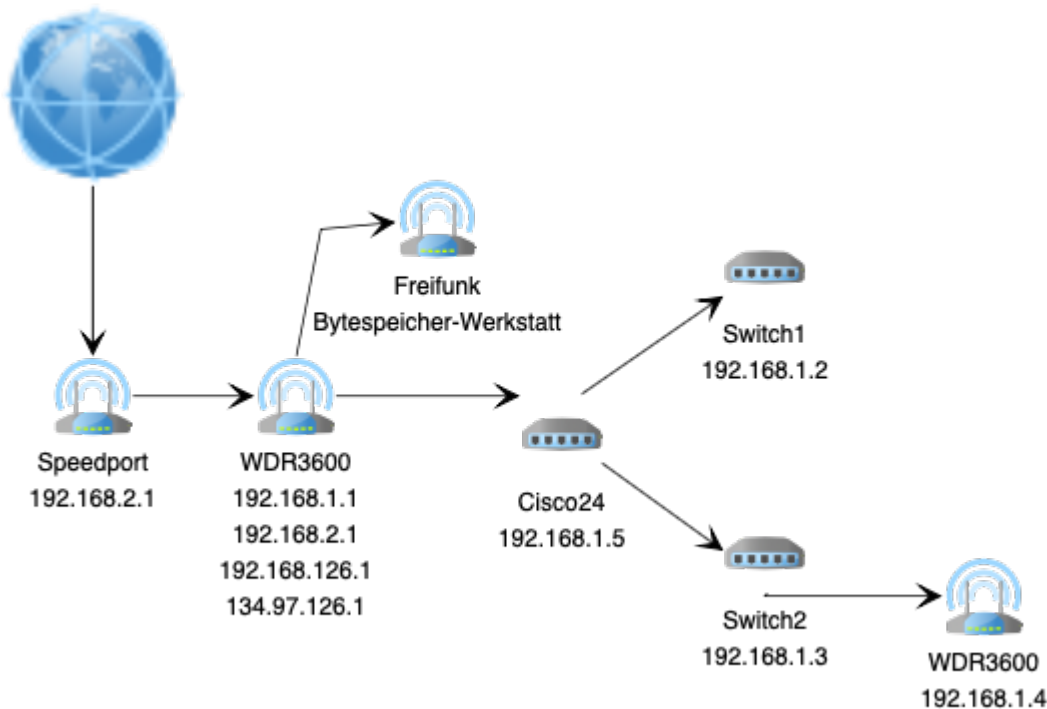 Freifunk
Bytespeicher-Werkstatt
Switch1
192.168.1.2
Speedport
192.168.2.1
WDR3600
192.168.1.1
192.168.2.1
192.168.126.1
134.97.126.1
Cisco24
192.168.1.5
Switch2
192.168.1.3
WDR3600
192.168.1.4